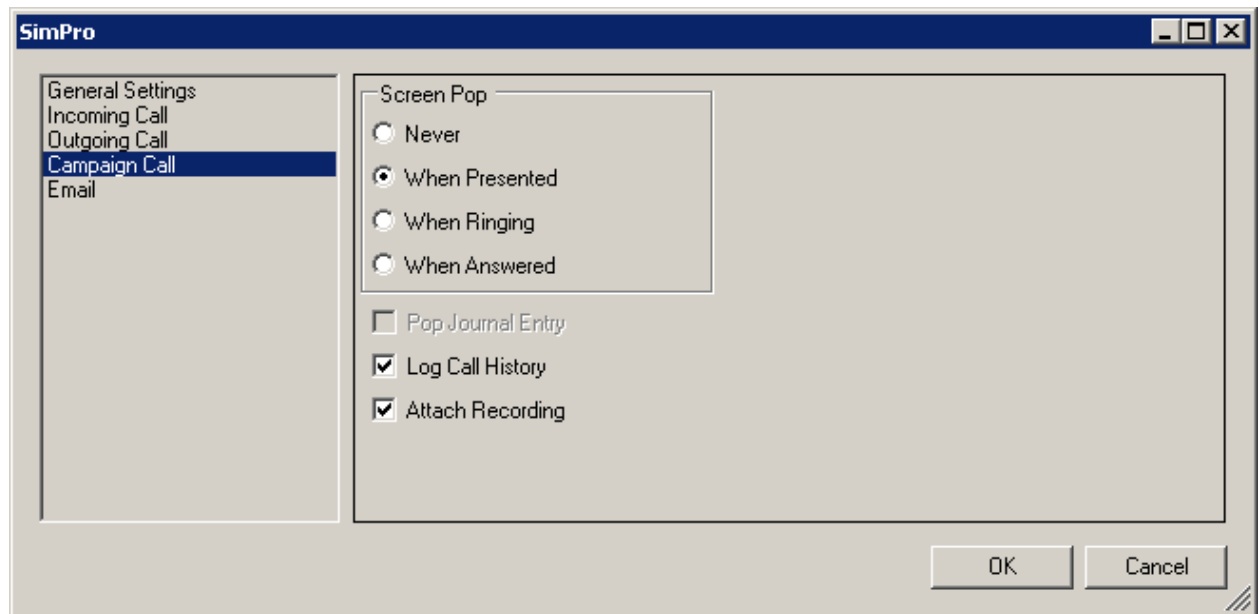 SimPro
General Settings
Incoming Call
Outgoing Call
Campaign Call
Email
Screen Pop
Never
When Presented
When Ringing
When Answered
Pop Journal Entry
Log Call History
Attach Recording
OK
Cancel